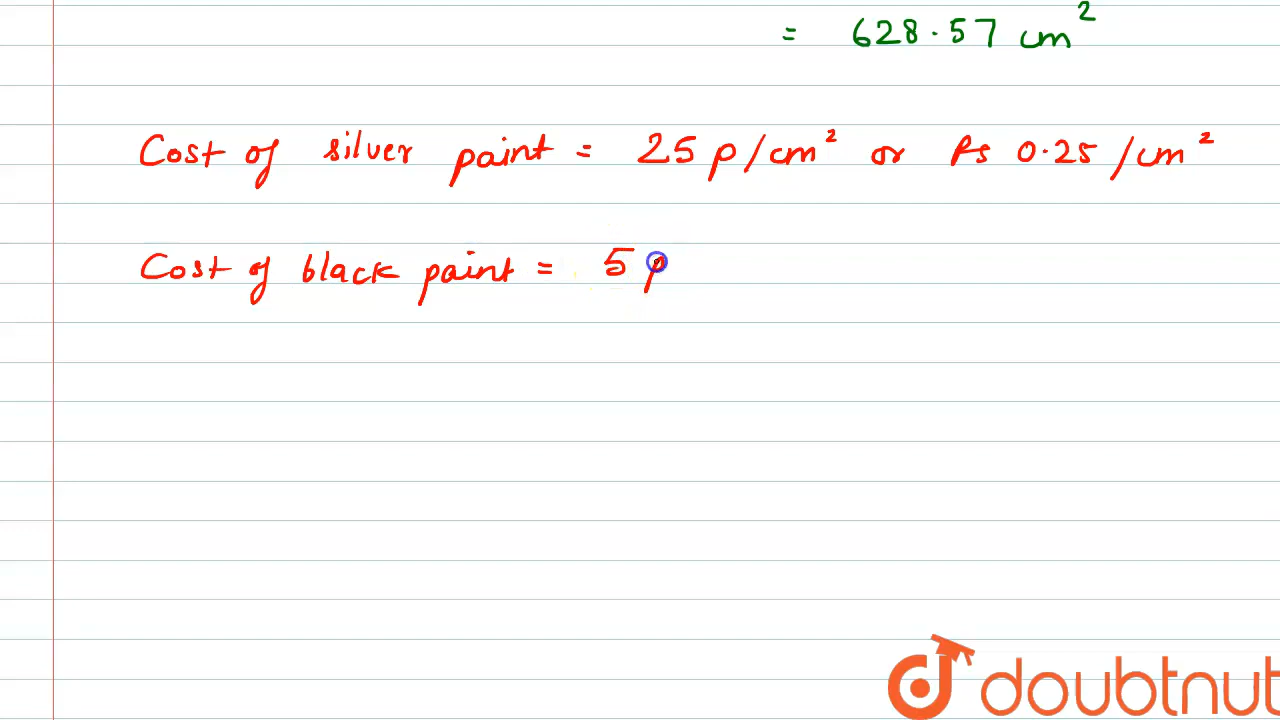 = 628.57 cm²
Cost of silver paint = 25 p/cm² or Rs 0.25/cm²
Cost of black paint = 5 p
doubtnut